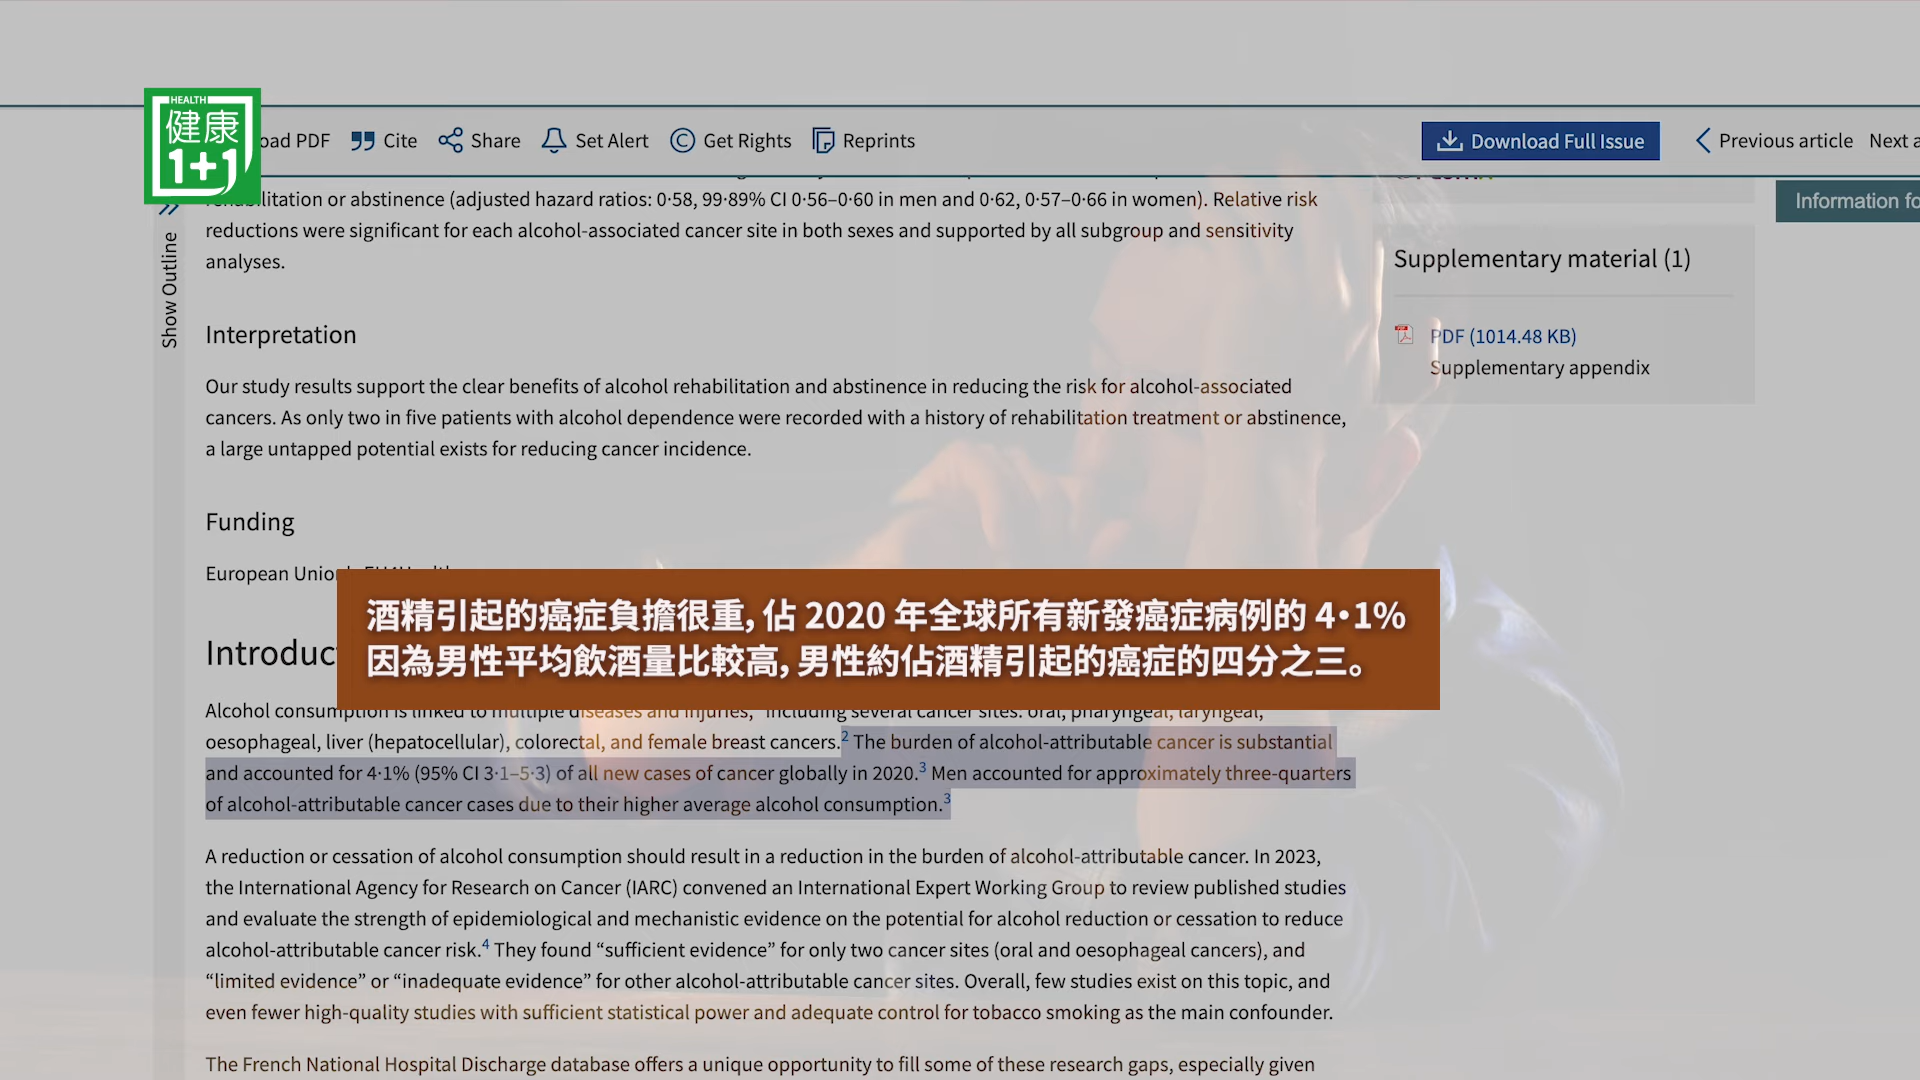 HEALTH
健康
1+1
oad PDF
Cite
Share
Set Alert
Get Rights
Reprints
Download Full Issue
Previous article
Next a
Show Outline
litation or abstinence (adjusted hazard ratios: 0·58, 99·89% CI 0·56–0·60 in men and 0·62, 0·57–0·66 in women). Relative risk
reductions were significant for each alcohol-associated cancer site in both sexes and supported by all subgroup and sensitivity
analyses.
Information fo
Supplementary material (1)
PDF (1014.48 KB)
Supplementary appendix
Interpretation
Our study results support the clear benefits of alcohol rehabilitation and abstinence in reducing the risk for alcohol-associated
cancers. As only two in five patients with alcohol dependence were recorded with a history of rehabilitation treatment or abstinence,
a large untapped potential exists for reducing cancer incidence.
Funding
European Union
酒精引起的癌症負擔很重, 佔 2020 年全球所有新發癌症病例的 4·1%
因為男性平均飲酒量比較高, 男性約佔酒精引起的癌症的四分之三。
Introduc
Alcohol consumption is linked to multiple diseases and injuries, including several cancer sites: oral, pharyngeal, laryngeal,
oesophageal, liver (hepatocellular), colorectal, and female breast cancers.2 The burden of alcohol-attributable cancer is substantial
and accounted for 4·1% (95% CI 3·1–5·3) of all new cases of cancer globally in 2020.3 Men accounted for approximately three-quarters
of alcohol-attributable cancer cases due to their higher average alcohol consumption.3
A reduction or cessation of alcohol consumption should result in a reduction in the burden of alcohol-attributable cancer. In 2023,
the International Agency for Research on Cancer (IARC) convened an International Expert Working Group to review published studies
and evaluate the strength of epidemiological and mechanistic evidence on the potential for alcohol reduction or cessation to reduce
alcohol-attributable cancer risk.4 They found “sufficient evidence” for only two cancer sites (oral and oesophageal cancers), and
“limited evidence” or “inadequate evidence” for other alcohol-attributable cancer sites. Overall, few studies exist on this topic, and
even fewer high-quality studies with sufficient statistical power and adequate control for tobacco smoking as the main confounder.
The French National Hospital Discharge database offers a unique opportunity to fill some of these research gaps, especially given